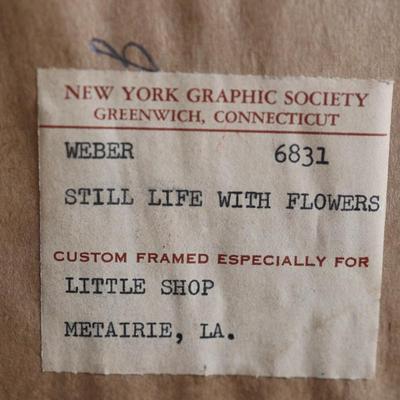 NEW YORK GRAPHIC SOCIETY
GREENWICH, CONNECTICUT
WEBER 6831
STILL LIFE WITH FLOWERS
CUSTOM FRAMED ESPECIALLY FOR
LITTLE SHOP
METAIRIE, LA.